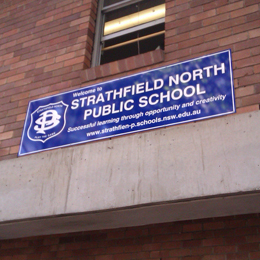 Welcome to
STRATHFIELD NORTH
PUBLIC SCHOOL
Successful learning through opportunity and creativity
www.strathfien-p.schools.nsw.edu.au